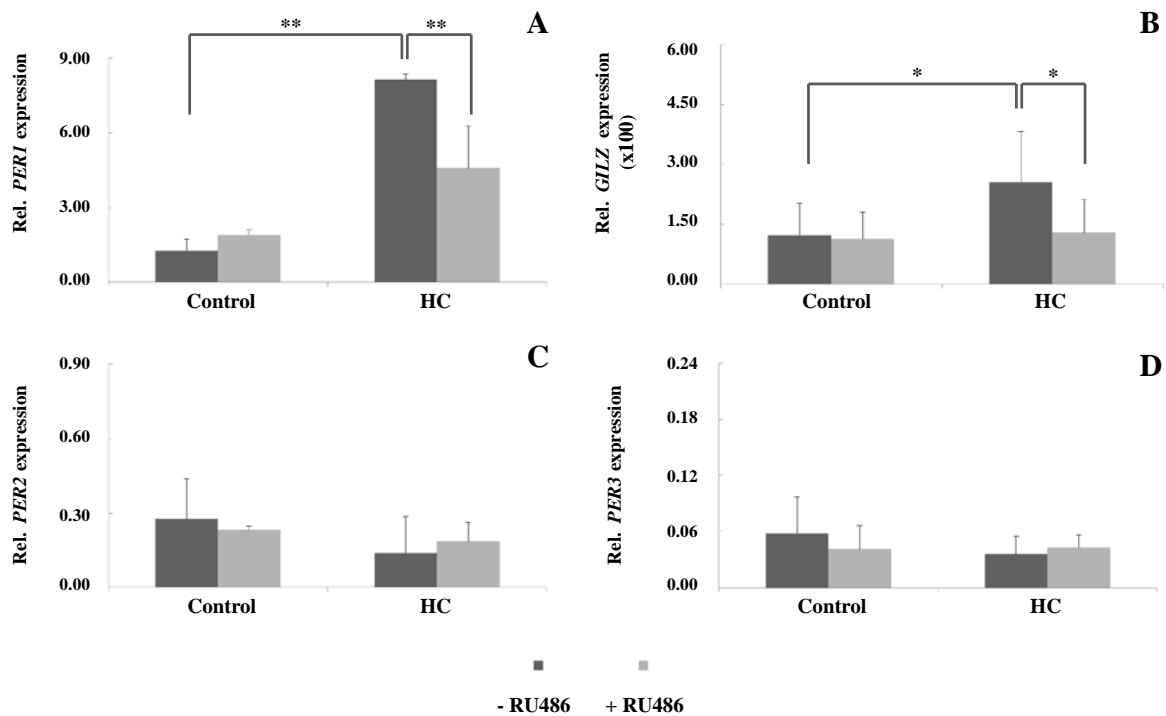 A
** **
9.00
6.00
3.00
0.00
Rel. PER1 expression
Control HC
B
* *
6.00
4.50
3.00
1.50
0.00
Rel. GILZ expression
(x100)
Control HC
C
0.90
0.60
0.30
0.00
Rel. PER2 expression
Control HC
D
0.24
0.18
0.12
0.06
0.00
Rel. PER3 expression
Control HC
- RU486 + RU486